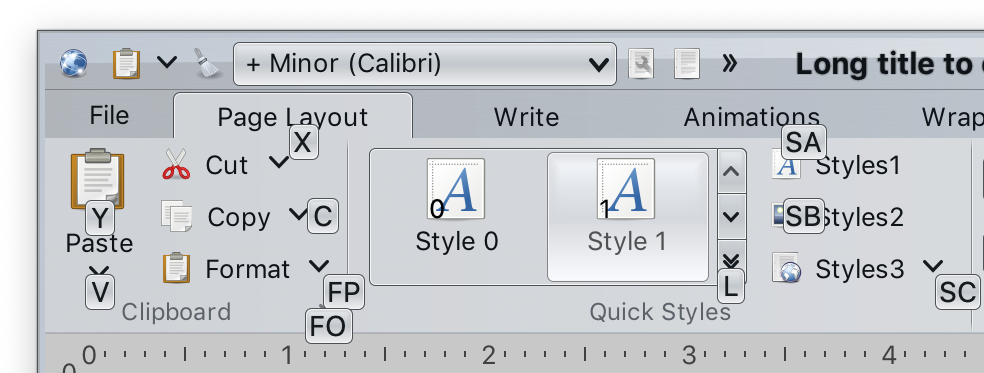 + Minor (Calibri) » Long title to
File Page Layout Write Animations Wrap
X SA
Cut Styles1
0 1
Y Copy C SB Styles2
Paste Style 0 Style 1
Format Styles3
V FP L SC
Clipboard Quick Styles
FO
0 1 2 3 4
0